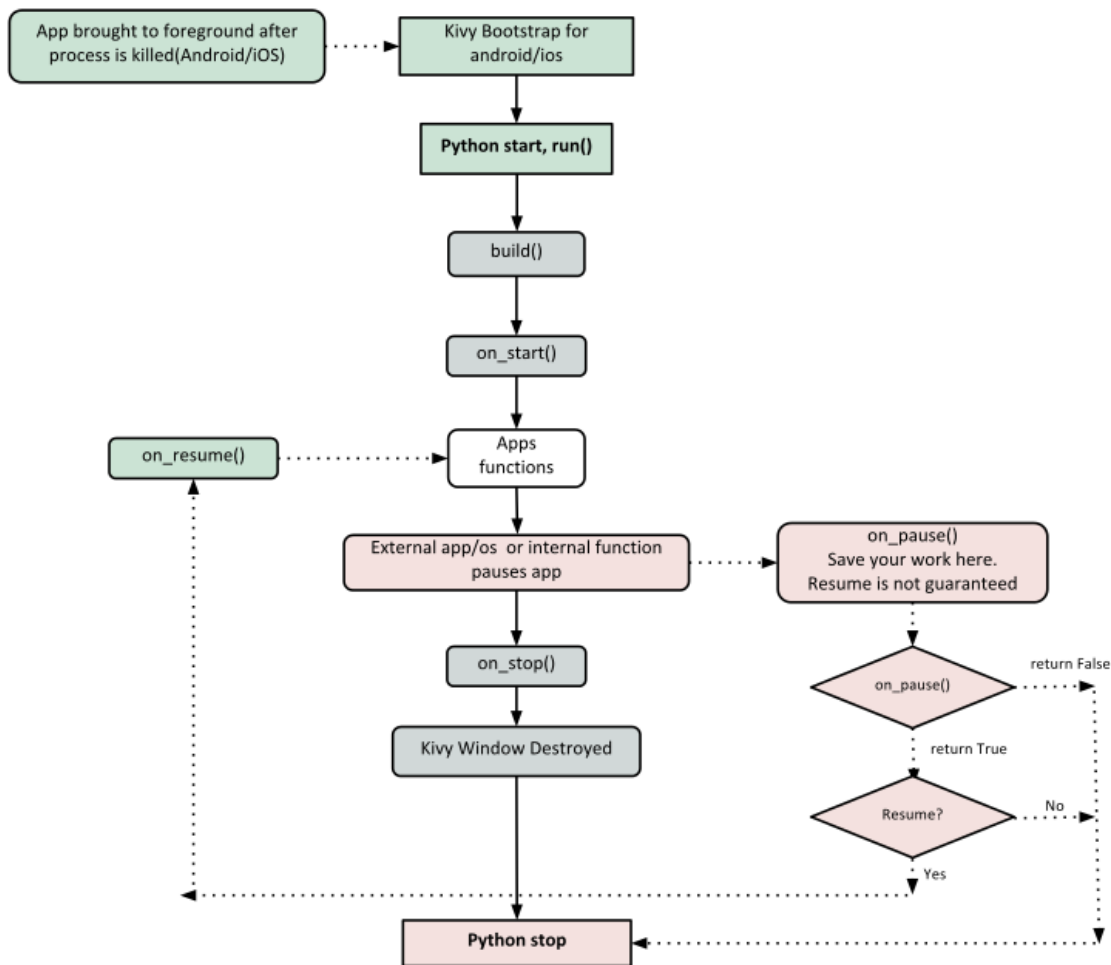 App brought to foreground after
process is killed(Android/iOS)
Kivy Bootstrap for
android/ios
Python start, run()
build()
on_start()
on_resume()
Apps
functions
External app/os or internal function
pauses app
on_pause()
Save your work here.
Resume is not guaranteed
on_stop()
on_pause()
return False
Kivy Window Destroyed
return True
Resume?
No
Yes
Python stop